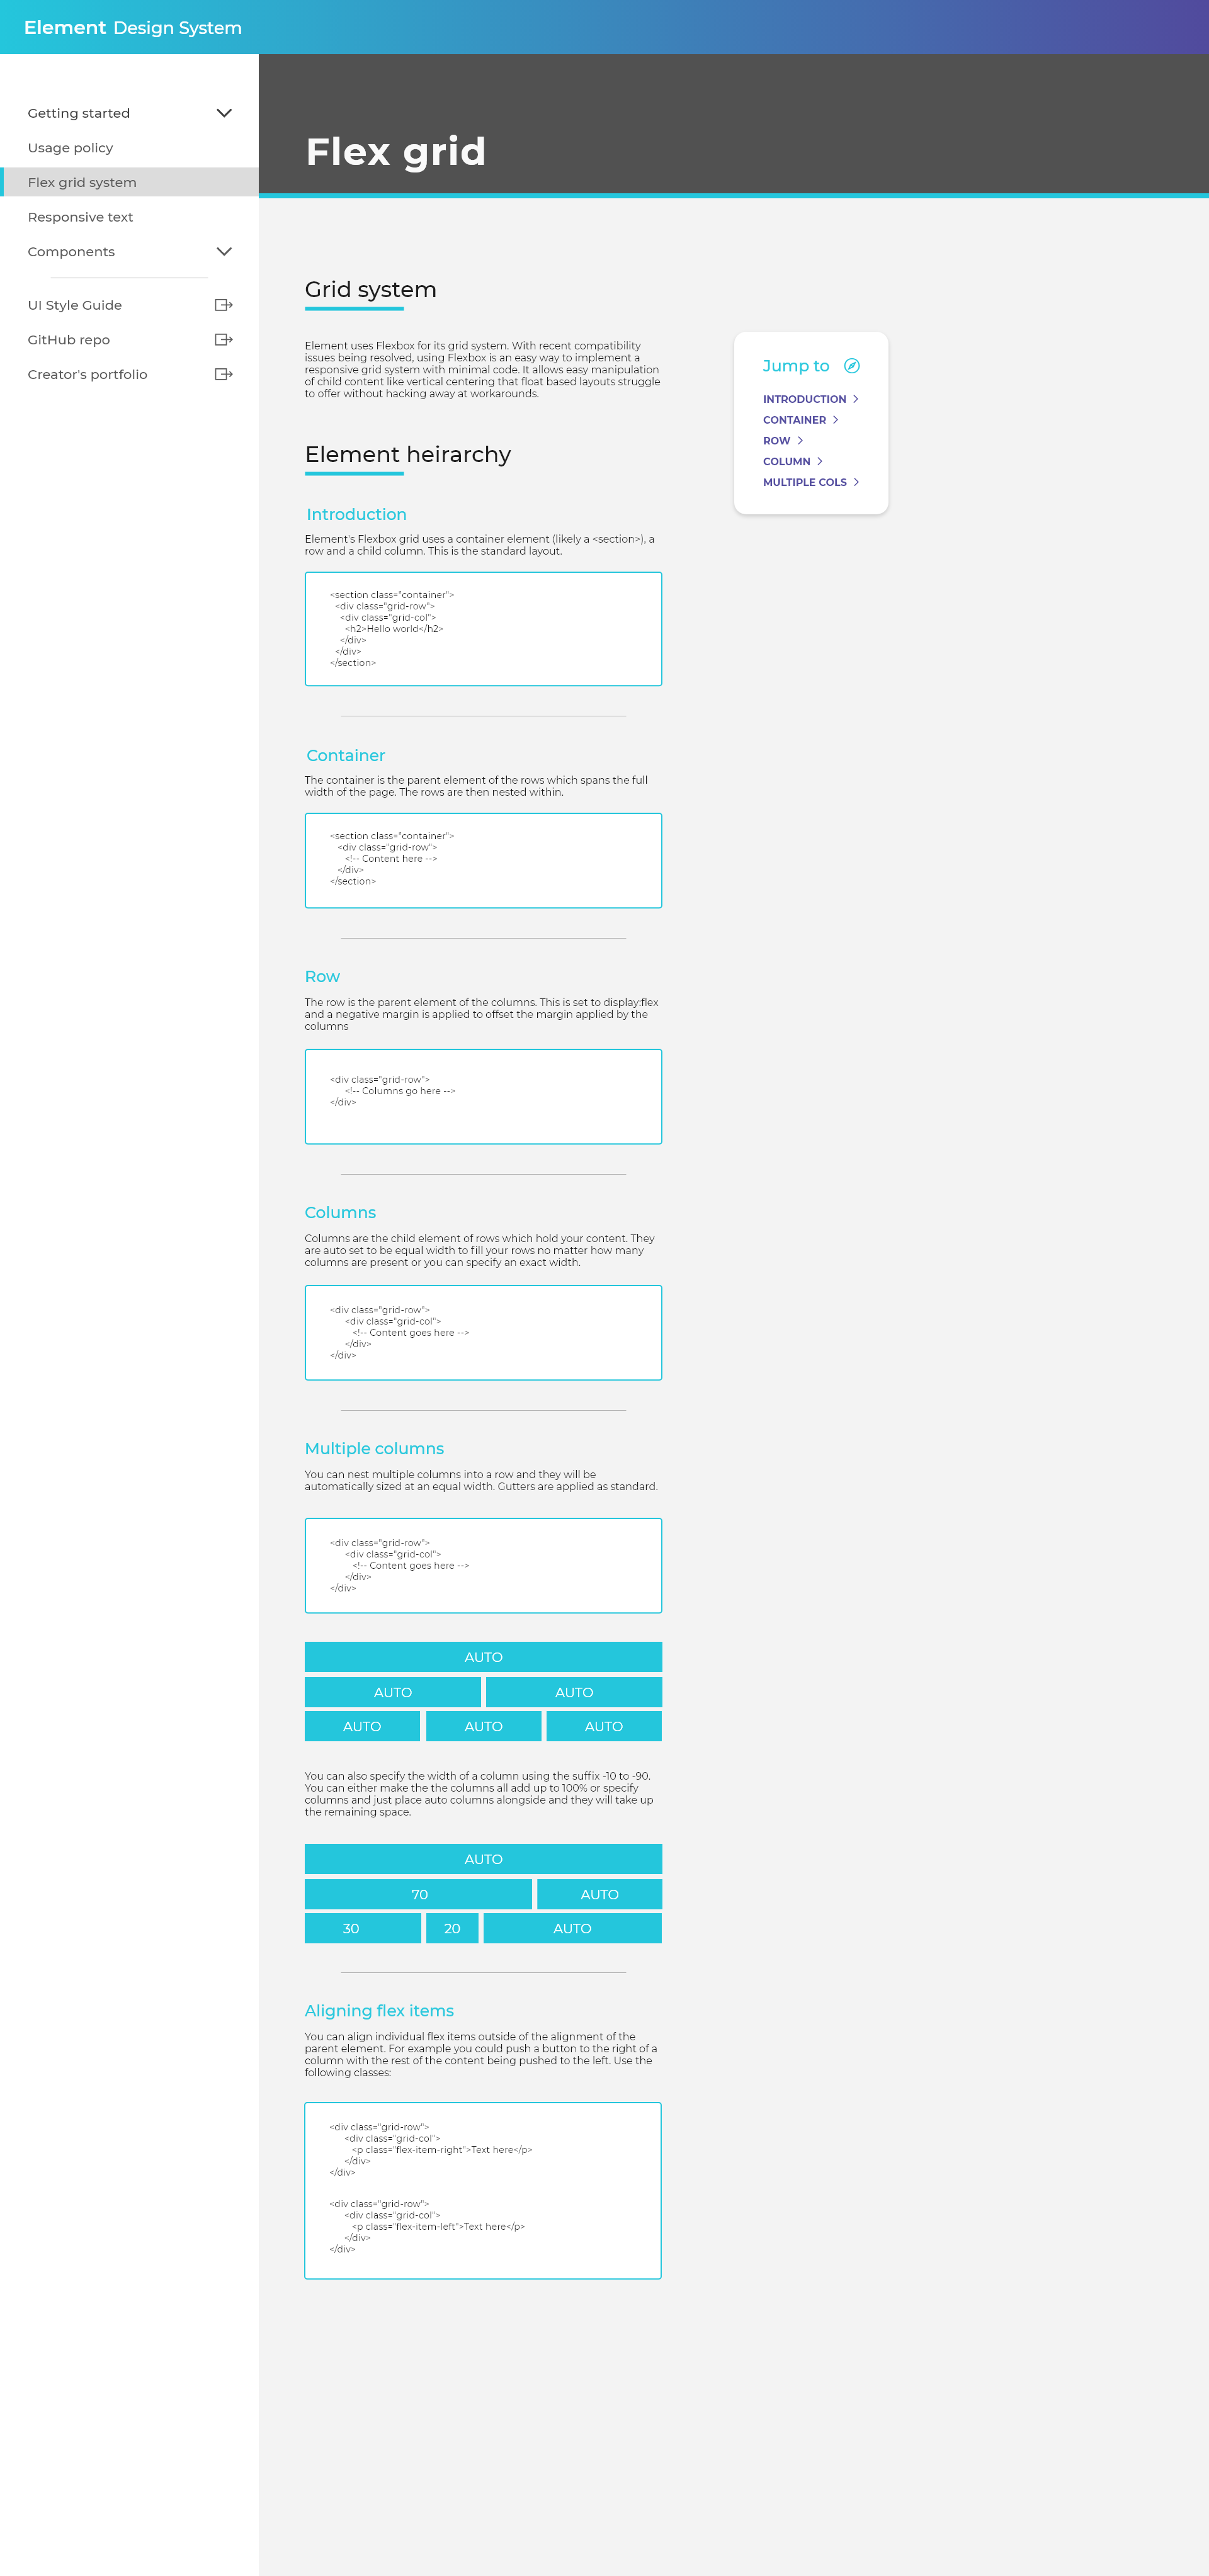 Element Design System
Getting started
Usage policy
Flex grid system
Responsive text
Components
UI Style Guide
GitHub repo
Creator's portfolio
Flex grid
Grid system
Element uses Flexbox for its grid system. With recent compatibility
issues being resolved, using Flexbox is an easy way to implement a
responsive grid system with minimal code. It allows easy manipulation
of child content like vertical centering that float based layouts struggle
to offer without hacking away at workarounds.
Jump to
INTRODUCTION
CONTAINER
ROW
COLUMN
MULTIPLE COLS
Element heirarchy
Introduction
Element's Flexbox grid uses a container element (likely a <section>), a
row and a child column. This is the standard layout.
<section class="container">
<div class="grid-row">
<div class="grid-col">
<h2>Hello world</h2>
</div>
</div>
</section>
Container
The container is the parent element of the rows which spans the full
width of the page. The rows are then nested within.
<section class="container">
<div class="grid-row">
<!-- Content here -->
</div>
</section>
Row
The row is the parent element of the columns. This is set to display:flex
and a negative margin is applied to offset the margin applied by the
columns
<div class="grid-row">
<!-- Columns go here -->
</div>
Columns
Columns are the child element of rows which hold your content. They
are auto set to be equal width to fill your rows no matter how many
columns are present or you can specify an exact width.
<div class="grid-row">
<div class="grid-col">
<!-- Content goes here -->
</div>
</div>
Multiple columns
You can nest multiple columns into a row and they will be
automatically sized at an equal width. Gutters are applied as standard.
<div class="grid-row">
<div class="grid-col">
<!-- Content goes here -->
</div>
</div>
AUTO
AUTO AUTO
AUTO AUTO AUTO
You can also specify the width of a column using the suffix -10 to -90.
You can either make the the columns all add up to 100% or specify
columns and just place auto columns alongside and they will take up
the remaining space.
AUTO
70 AUTO
30 20 AUTO
Aligning flex items
You can align individual flex items outside of the alignment of the
parent element. For example you could push a button to the right of a
column with the rest of the content being pushed to the left. Use the
following classes:
<div class="grid-row">
<div class="grid-col">
<p class="flex-item-right">Text here</p>
</div>
</div>
<div class="grid-row">
<div class="grid-col">
<p class="flex-item-left">Text here</p>
</div>
</div>